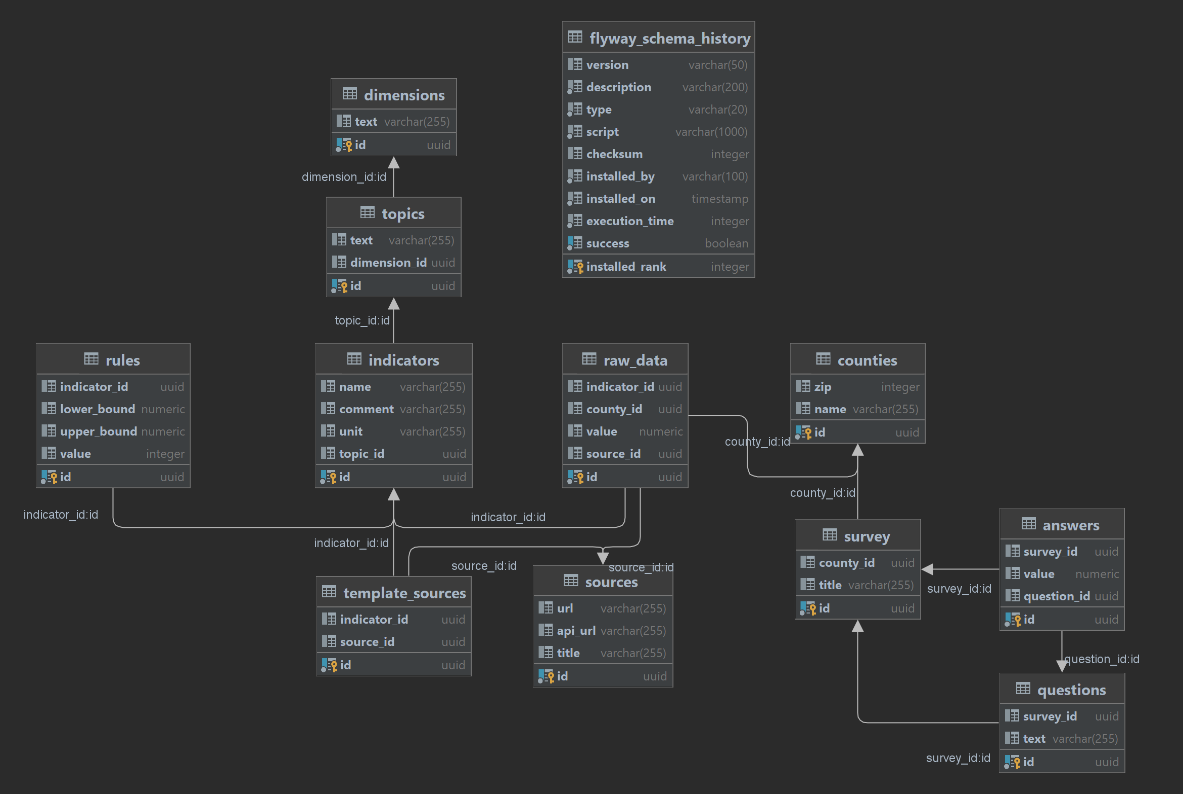 flyway_schema_history
version varchar(50)
description varchar(200)
type varchar(20)
script varchar(1000)
checksum integer
installed_by varchar(100)
installed_on timestamp
execution_time integer
success boolean
installed_rank integer
dimensions
text varchar(255)
id uuid
dimension_id:id
topics
text varchar(255)
dimension_id uuid
id uuid
topic_id:id
rules
indicator_id uuid
lower_bound numeric
upper_bound numeric
value integer
id uuid
indicator_id:id
indicators
name varchar(255)
comment varchar(255)
unit varchar(255)
topic_id uuid
id uuid
indicator_id:id
raw_data
indicator_id uuid
county_id uuid
value numeric
source_id uuid
id uuid
indicator_id:id
county_id:id
counties
zip integer
name varchar(255)
id uuid
county_id:id
template_sources
indicator_id uuid
source_id uuid
id uuid
source_id:id
source_id:id
sources
url varchar(255)
api_url varchar(255)
title varchar(255)
id uuid
survey
county_id uuid
title varchar(255)
id uuid
survey_id:id
answers
survey_id uuid
value numeric
question_id uuid
id uuid
question_id:id
questions
survey_id uuid
text varchar(255)
id uuid
survey_id:id